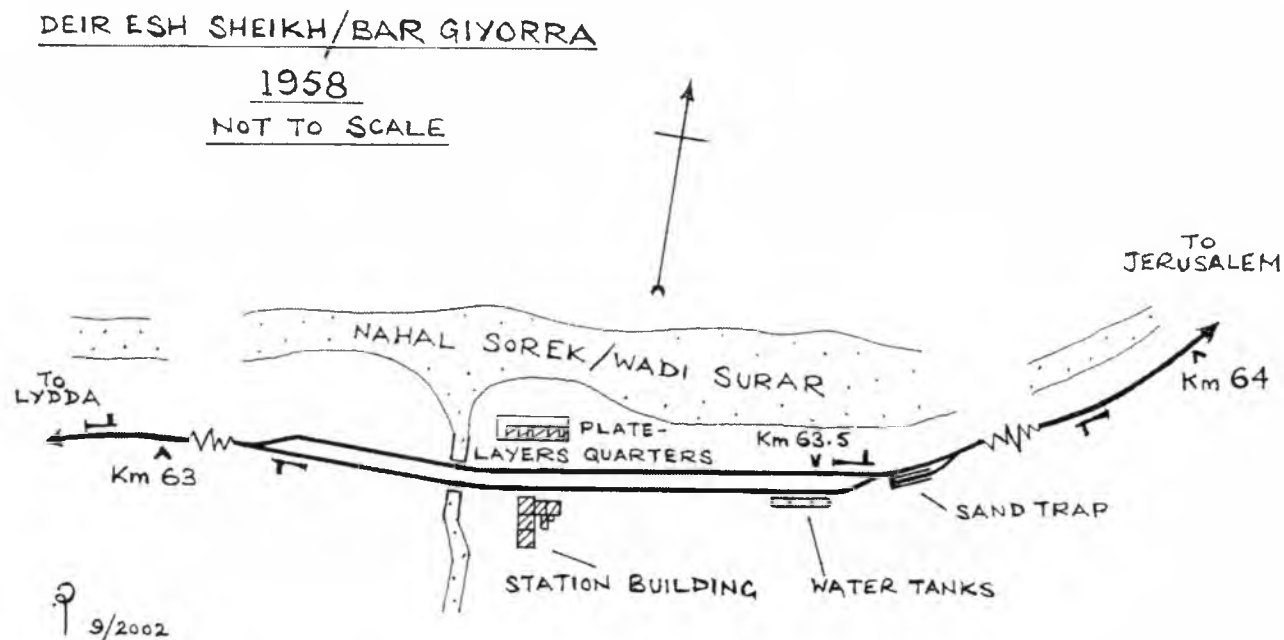 DEIR ESH SHEIKH/BAR GIYORRA
1958
NOT TO SCALE
TO
JERUSALEM
NAHAL SOREK/WADI SURAR
Km 64
TO
LYDDA
PLATE-
LAYERS QUARTERS
Km 63.5
Km 63
SAND TRAP
STATION BUILDING
WATER TANKS
9/2002